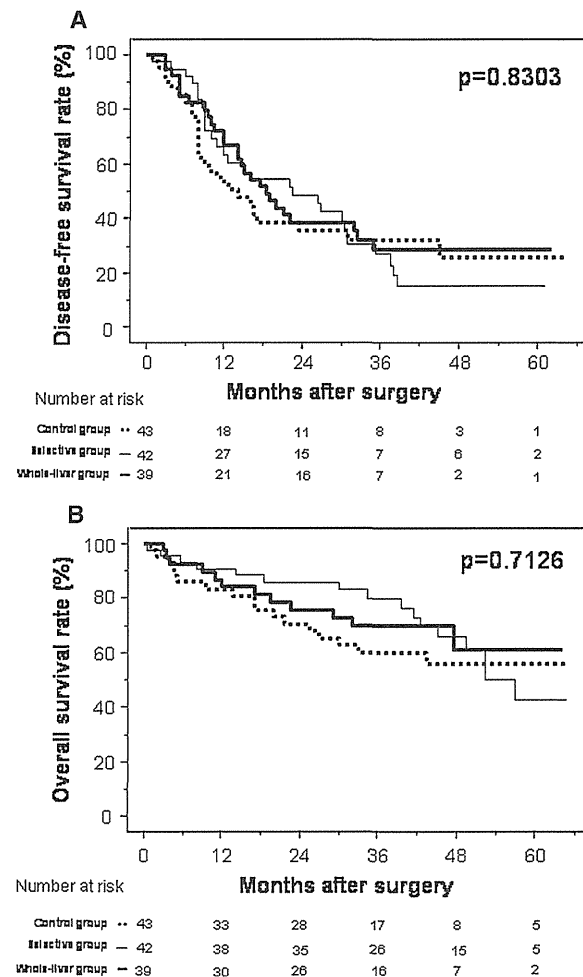 A
Disease-free survival rate (%)
100
80
60
40
20
0
p=0.8303
0 12 24 36 48 60
Months after surgery
Number at risk
Control group 43 18 11 8 3 1
Selective group 42 27 15 7 6 2
Whole-liver group 39 21 16 7 2 1
B
Overall survival rate (%)
100
80
60
40
20
0
p=0.7126
0 12 24 36 48 60
Months after surgery
Number at risk
Control group 43 33 28 17 8 5
Selective group 42 38 35 26 15 5
Whole-liver group 39 30 26 16 7 2